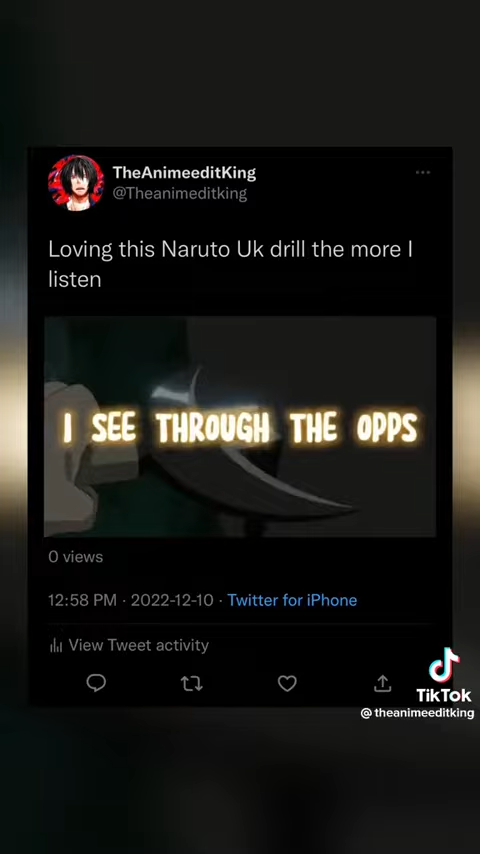 TheAnimeeditKing
@Theanimeditking
Loving this Naruto Uk drill the more I
listen
I SEE THROUGH THE OPPS
0 views
12:58 PM · 2022-12-10 · Twitter for iPhone
View Tweet activity
TikTok
@theanimeeditking